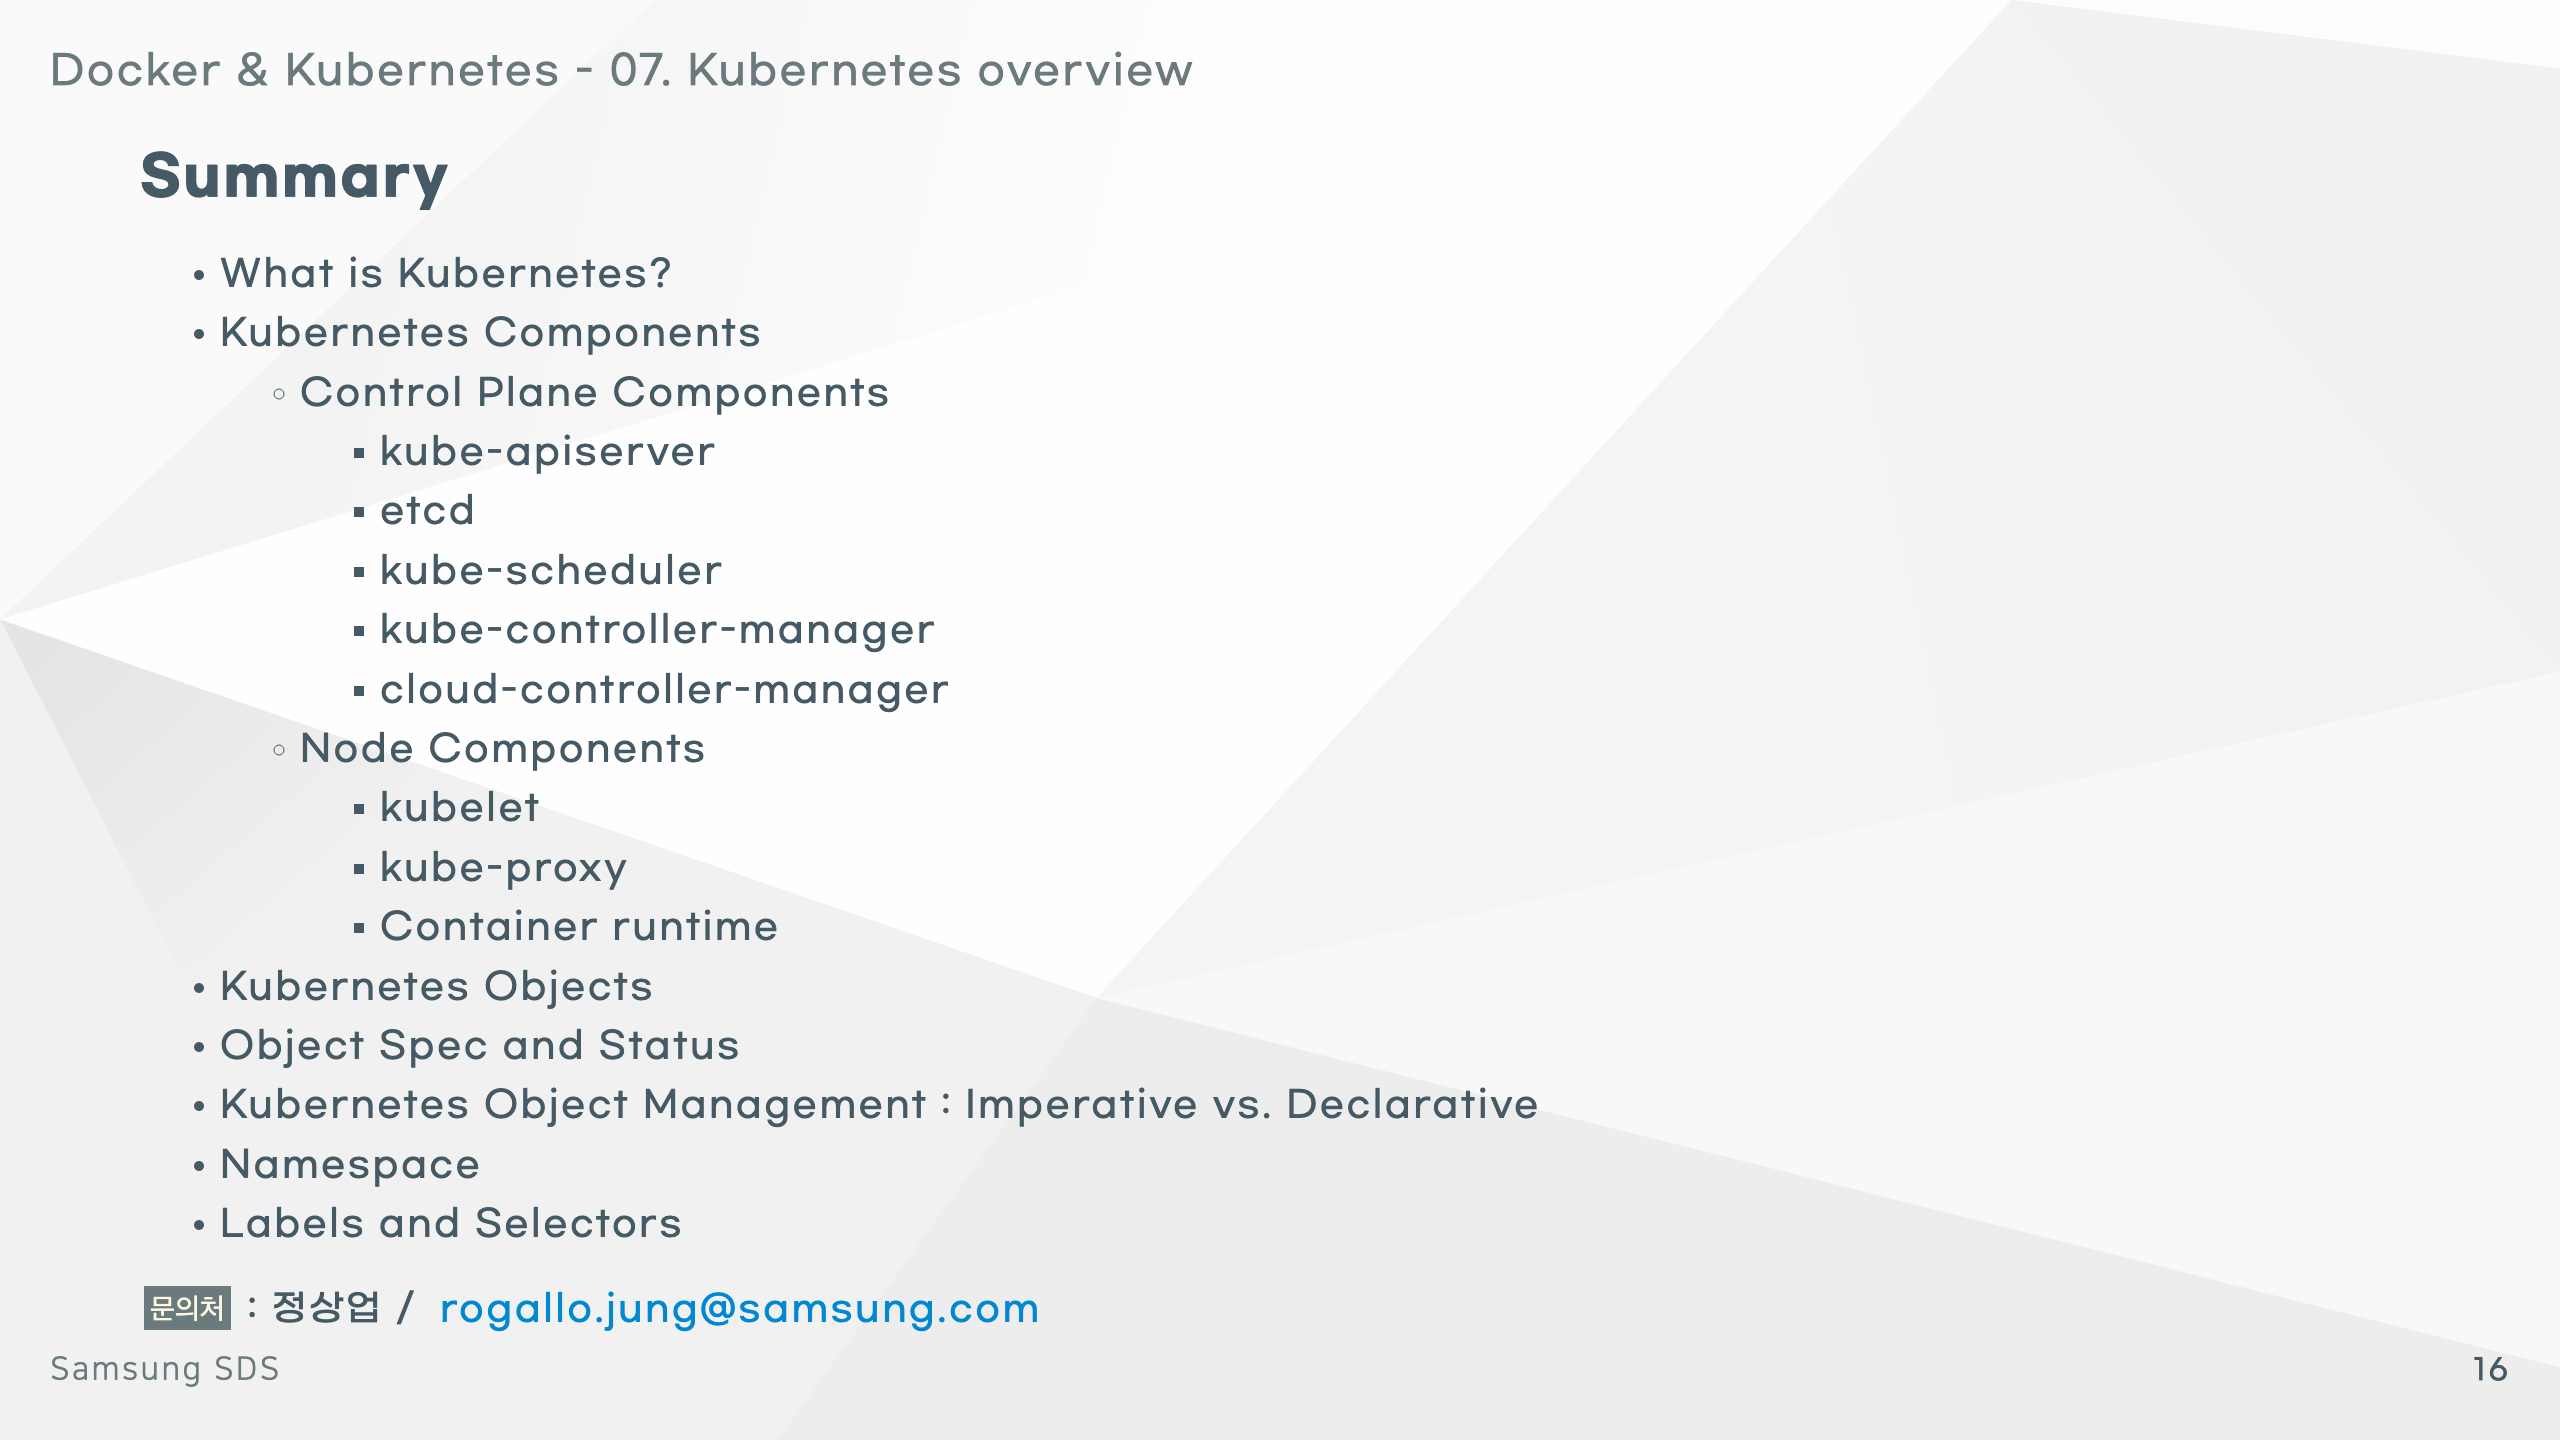 Docker & Kubernetes - 07. Kubernetes overview
Summary
• What is Kubernetes?
• Kubernetes Components
◦ Control Plane Components
▪ kube-apiserver
▪ etcd
▪ kube-scheduler
▪ kube-controller-manager
▪ cloud-controller-manager
◦ Node Components
▪ kubelet
▪ kube-proxy
▪ Container runtime
• Kubernetes Objects
• Object Spec and Status
• Kubernetes Object Management : Imperative vs. Declarative
• Namespace
• Labels and Selectors
문의처 : 정상업 / rogallo.jung@samsung.com
Samsung SDS
16